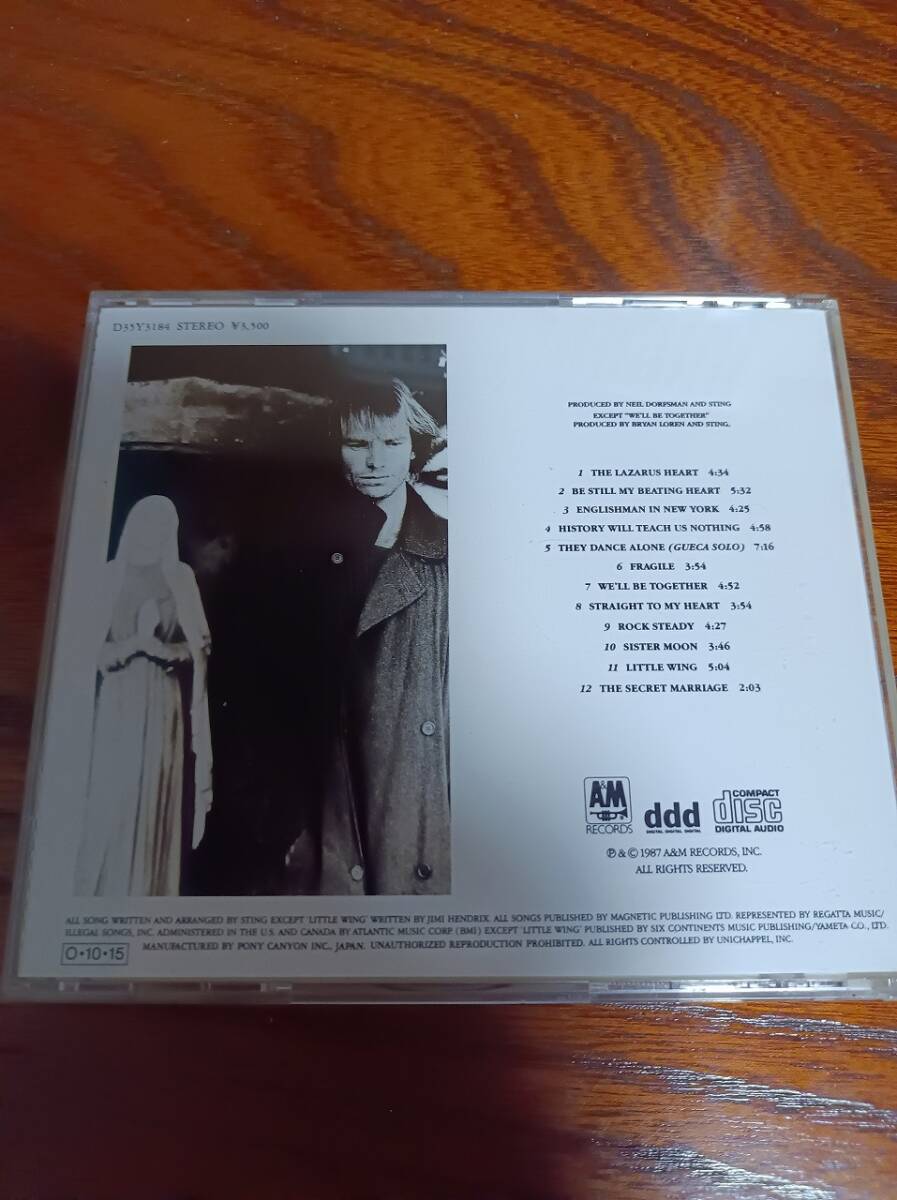 D35Y3184 STEREO ¥3,500
PRODUCED BY NEIL DORFSMAN AND STING
EXCEPT "WE'LL BE TOGETHER"
PRODUCED BY BRYAN LOREN AND STING.
1 THE LAZARUS HEART 4:34
2 BE STILL MY BEATING HEART 5:32
3 ENGLISHMAN IN NEW YORK 4:25
4 HISTORY WILL TEACH US NOTHING 4:58
5 THEY DANCE ALONE (GUECA SOLO) 7:16
6 FRAGILE 3:54
7 WE'LL BE TOGETHER 4:52
8 STRAIGHT TO MY HEART 3:54
9 ROCK STEADY 4:27
10 SISTER MOON 3:46
11 LITTLE WING 5:04
12 THE SECRET MARRIAGE 2:03
A&M RECORDS
ddd
DIGITAL DIGITAL DIGITAL
COMPACT disc DIGITAL AUDIO
℗ & © 1987 A&M RECORDS, INC.
ALL RIGHTS RESERVED.
ALL SONG WRITTEN AND ARRANGED BY STING EXCEPT 'LITTLE WING' WRITTEN BY JIMI HENDRIX. ALL SONGS PUBLISHED BY MAGNETIC PUBLISHING LTD. REPRESENTED BY REGATTA MUSIC/
ILLEGAL SONGS, INC. ADMINISTERED IN THE U.S. AND CANADA BY ATLANTIC MUSIC CORP (BMI) EXCEPT 'LITTLE WING' PUBLISHED BY SIX CONTINENTS MUSIC PUBLISHING/YAMETA CO., LTD.
O·10·15 MANUFACTURED BY PONY CANYON INC., JAPAN. UNAUTHORIZED REPRODUCTION PROHIBITED. ALL RIGHTS CONTROLLED BY UNICHAPPEL, INC.